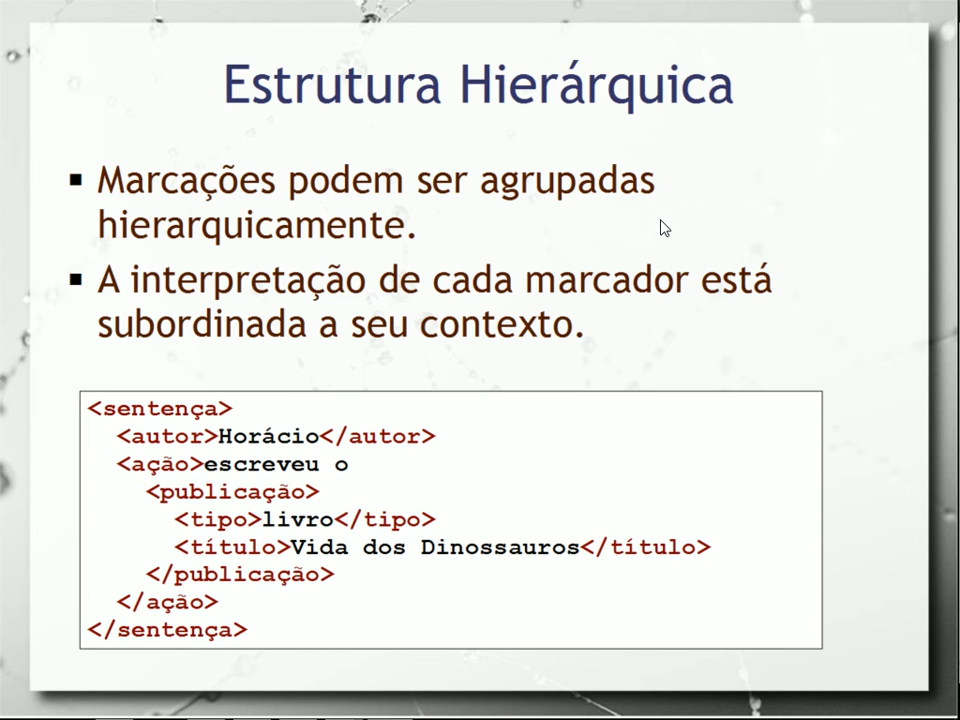 Estrutura Hierárquica
Marcações podem ser agrupadas
hierarquicamente.
A interpretação de cada marcador está
subordinada a seu contexto.
<sentença>
<autor>Horácio</autor>
<ação>escreveu o
<publicação>
<tipo>livro</tipo>
<título>Vida dos Dinossauros</título>
</publicação>
</ação>
</sentença>